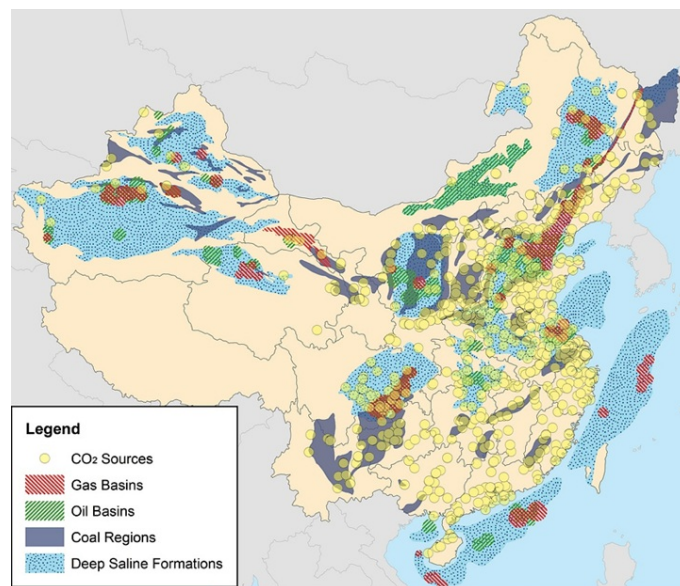 Legend
CO₂ Sources
Gas Basins
Oil Basins
Coal Regions
Deep Saline Formations